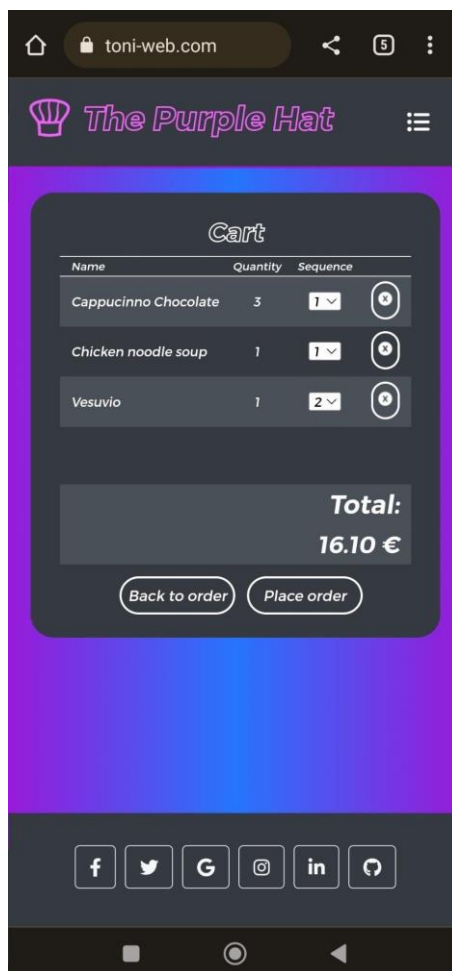 toni-web.com
5
The Purple Hat
Cart
Name Quantity Sequence
Cappucinno Chocolate 3 1 x
Chicken noodle soup 1 1 x
Vesuvio 1 2 x
Total:
16.10 €
Back to order Place order
f G in